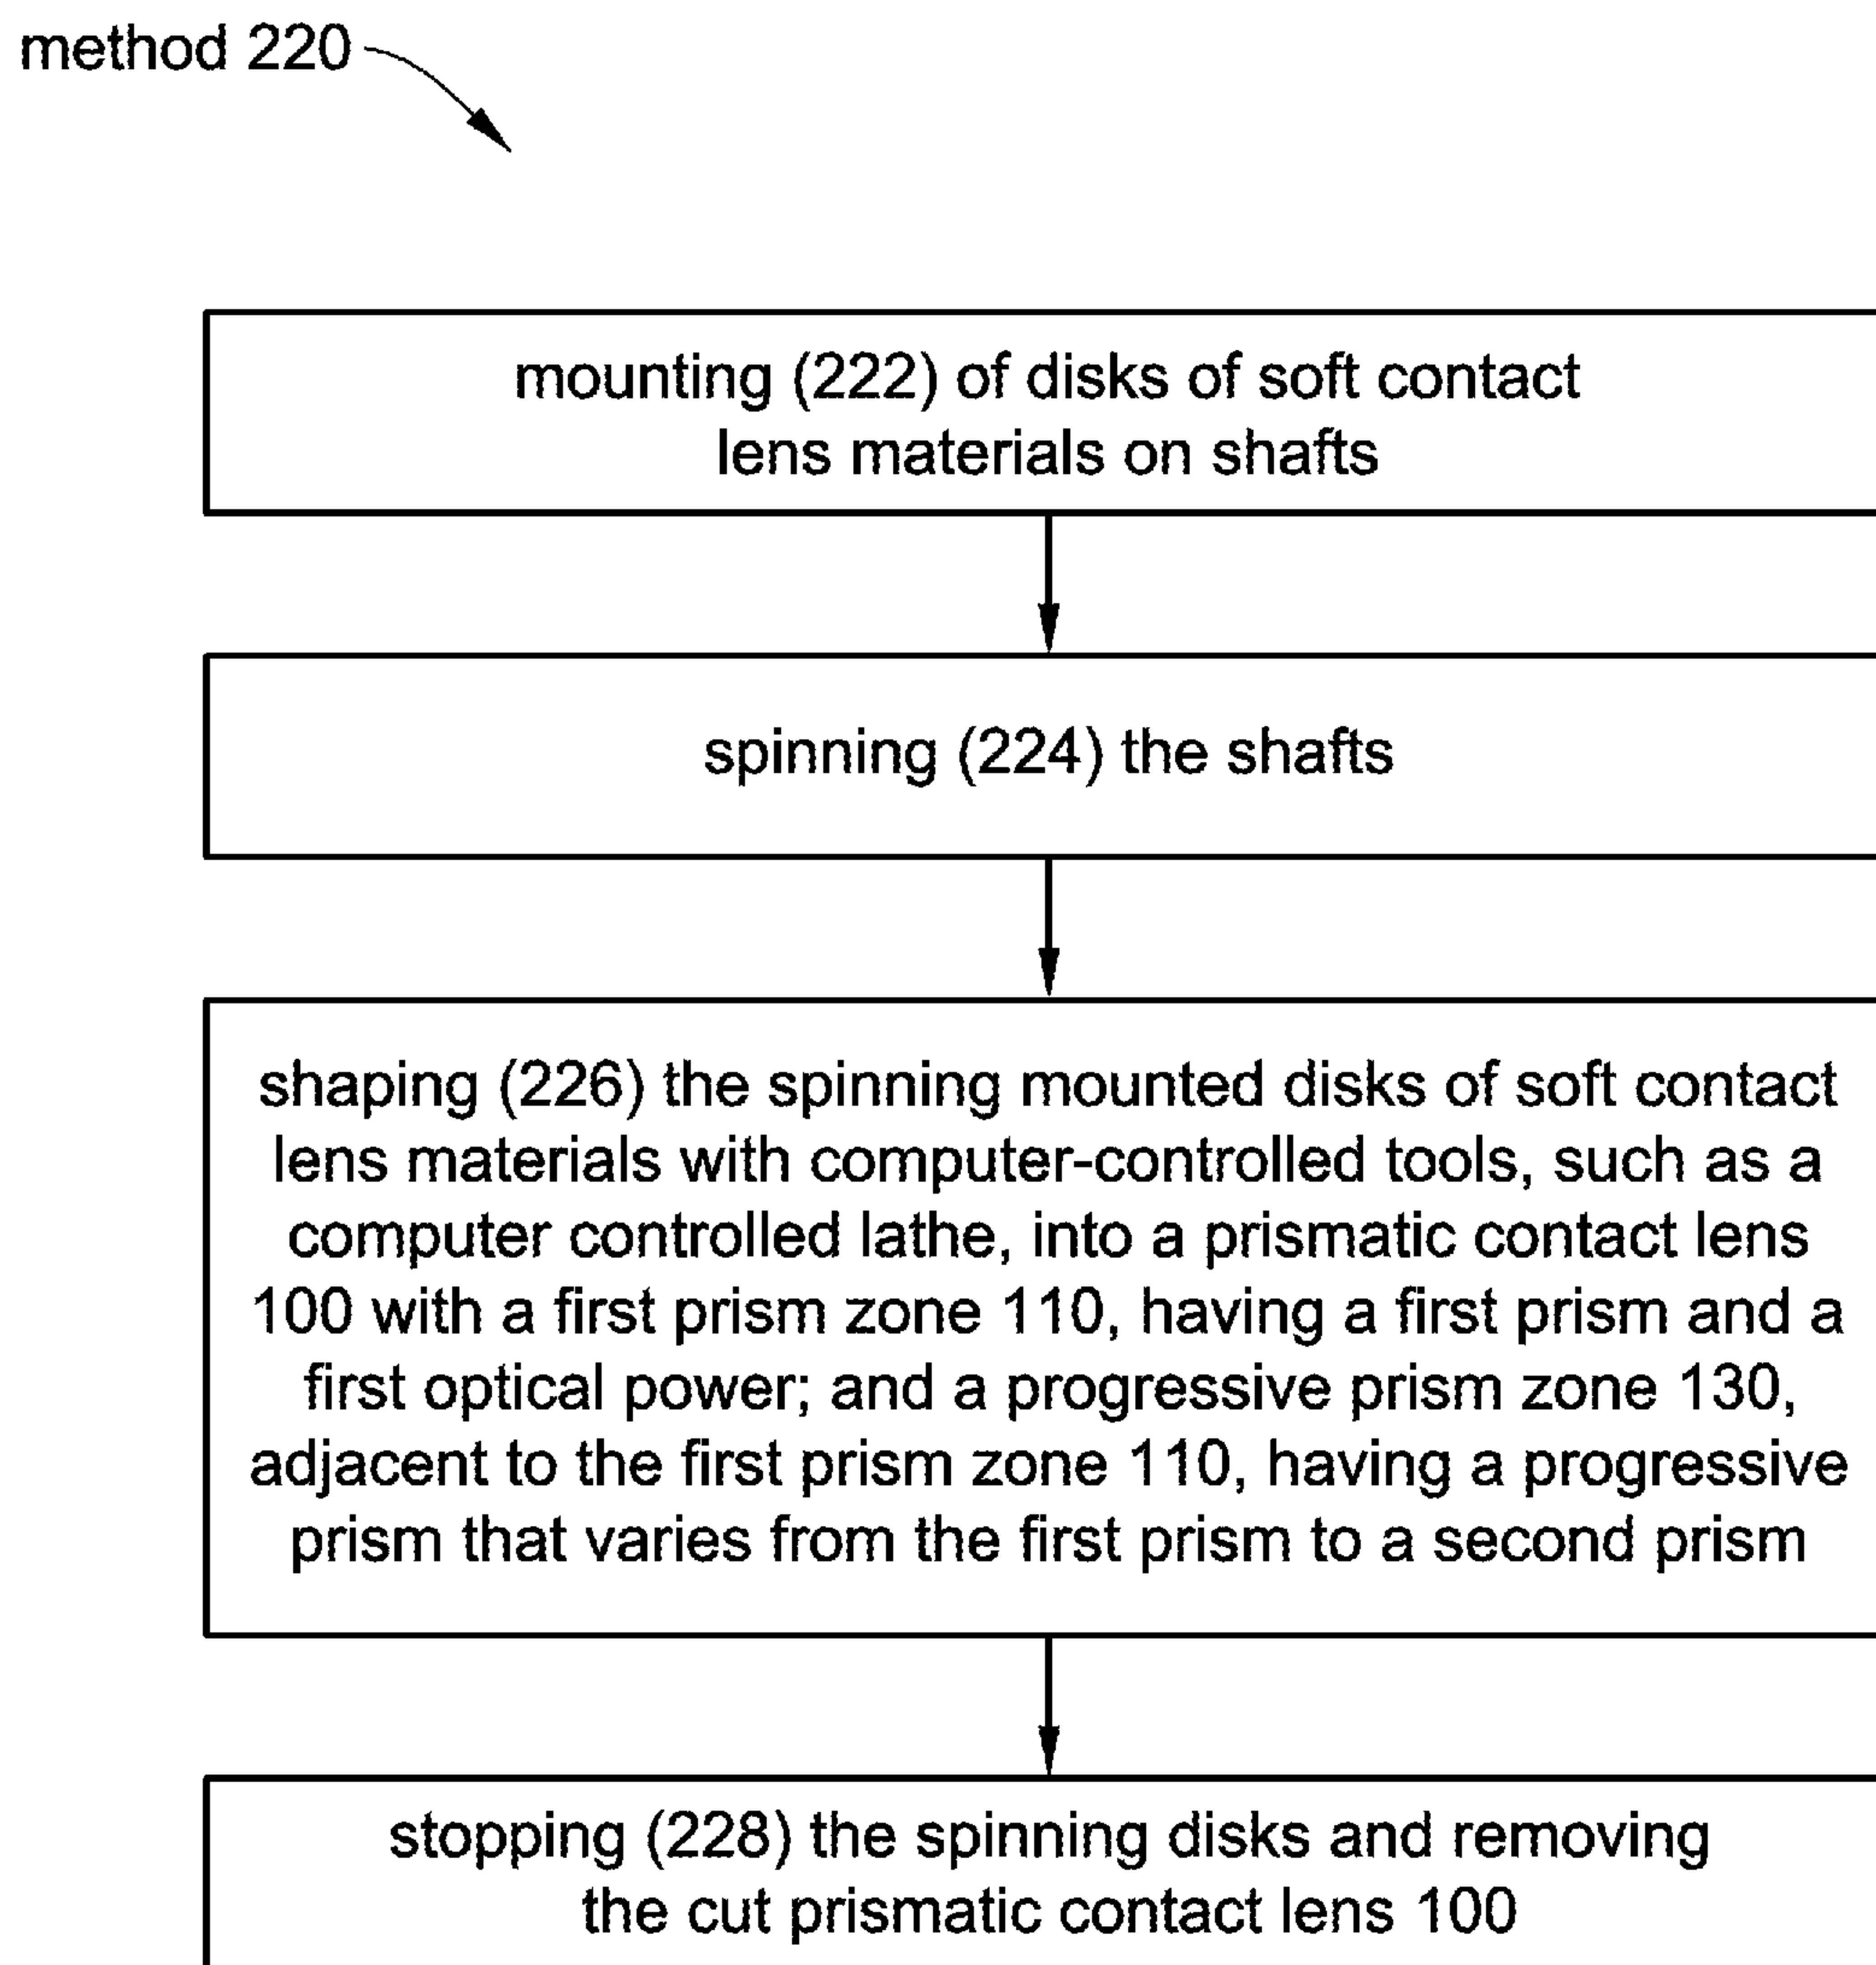 method 220
mounting (222) of disks of soft contact
lens materials on shafts
spinning (224) the shafts
shaping (226) the spinning mounted disks of soft contact
lens materials with computer-controlled tools, such as a
computer controlled lathe, into a prismatic contact lens
100 with a first prism zone 110, having a first prism and a
first optical power; and a progressive prism zone 130,
adjacent to the first prism zone 110, having a progressive
prism that varies from the first prism to a second prism
stopping (228) the spinning disks and removing
the cut prismatic contact lens 100